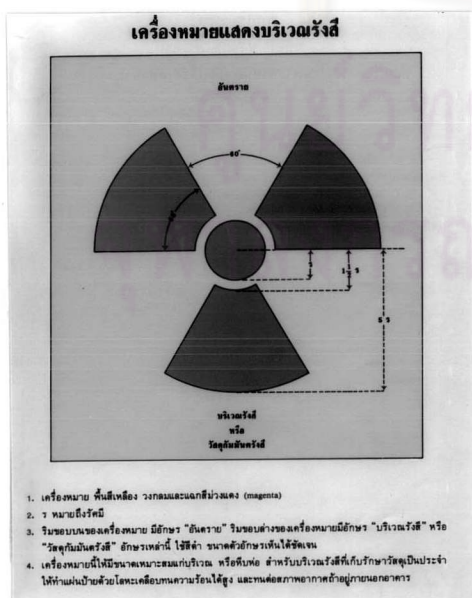 เครื่องหมายแสดงบริเวณรังสี
อันตราย
60°
ร
1½ ร
5 ร
บริเวณรังสี
หรือ
วัสดุกัมมันตรังสี
1. เครื่องหมาย พื้นสีเหลือง วงกลมและแฉกสีม่วงแดง (magenta)
2. ร หมายถึงรัศมี
3. ริมขอบบนของเครื่องหมาย มีอักษร "อันตราย" ริมขอบล่างของเครื่องหมายมีอักษร "บริเวณรังสี" หรือ
"วัสดุกัมมันตรังสี" อักษรเหล่านี้ ใช้สีดำ ขนาดตัวอักษรเห็นได้ชัดเจน
4. เครื่องหมายนี้ให้มีขนาดเหมาะสมแก่บริเวณ หรือหีบห่อ สำหรับบริเวณรังสีที่เก็บรักษาวัสดุเป็นประจำ
ให้ทำแผ่นป้ายด้วยโลหะเคลือบทนความร้อนได้สูง และทนต่อสภาพอากาศถ้าอยู่ภายนอกอาคาร